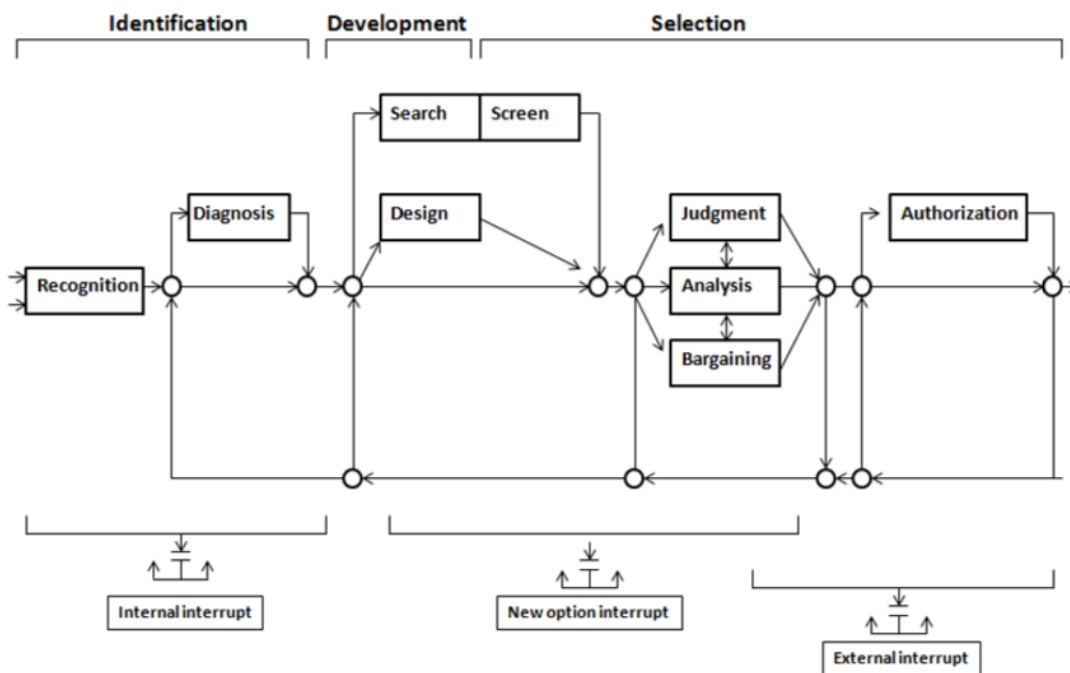 Identification
Development
Selection
Search
Screen
Diagnosis
Design
Judgment
Authorization
Recognition
Analysis
Bargaining
Internal interrupt
New option interrupt
External interrupt